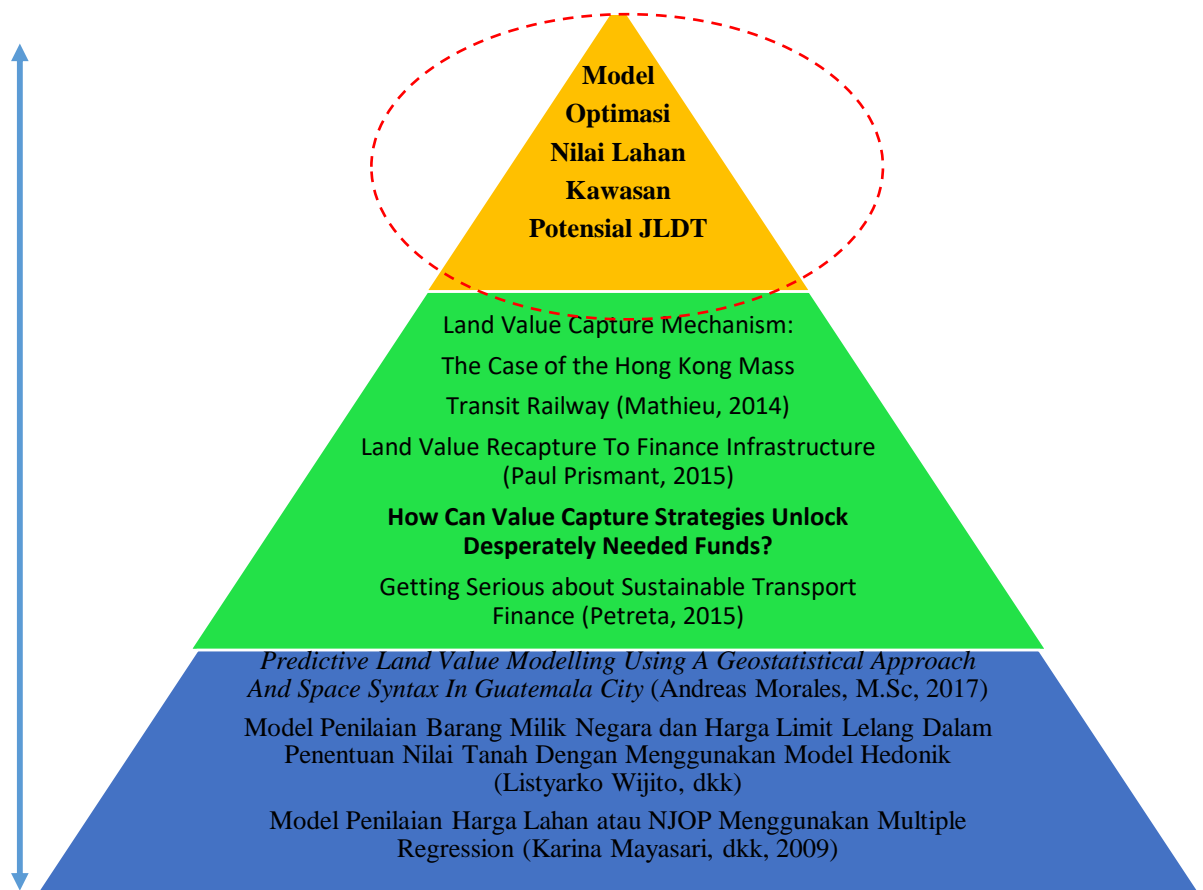 Model
Optimasi
Nilai Lahan
Kawasan
Potensial JLDT
Land Value Capture Mechanism:
The Case of the Hong Kong Mass
Transit Railway (Mathieu, 2014)
Land Value Recapture To Finance Infrastructure
(Paul Prismant, 2015)
How Can Value Capture Strategies Unlock
Desperately Needed Funds?
Getting Serious about Sustainable Transport
Finance (Petreta, 2015)
Predictive Land Value Modelling Using A Geostatistical Approach
And Space Syntax In Guatemala City (Andreas Morales, M.Sc, 2017)
Model Penilaian Barang Milik Negara dan Harga Limit Lelang Dalam
Penentuan Nilai Tanah Dengan Menggunakan Model Hedonik
(Listyarko Wijito, dkk)
Model Penilaian Harga Lahan atau NJOP Menggunakan Multiple
Regression (Karina Mayasari, dkk, 2009)